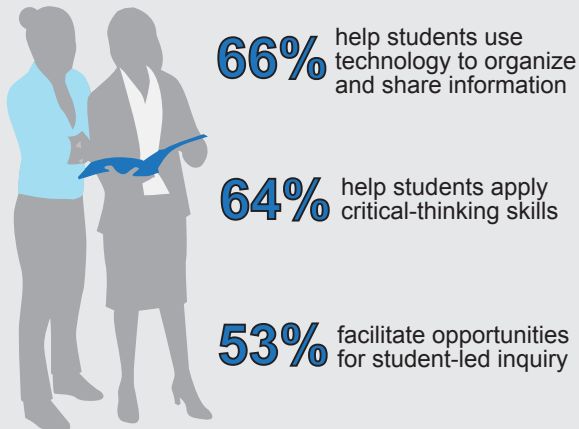 66% help students use
technology to organize
and share information
64% help students apply
critical-thinking skills
53% facilitate opportunities
for student-led inquiry